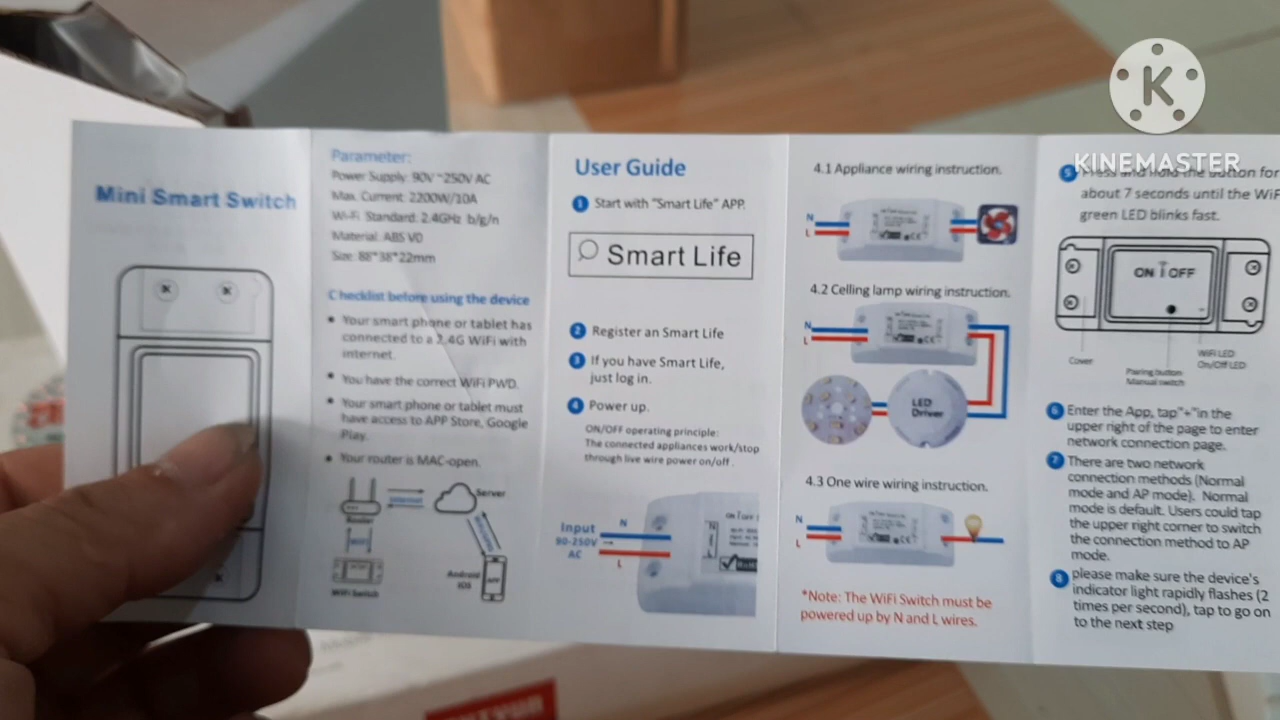 KINEMASTER
Mini Smart Switch
Parameter:
Power Supply: 90V ~250V AC
Max. Current: 2200W/10A
Wi-Fi Standard: 2.4GHz b/g/n
Material: ABS V0
Size: 88*38*22mm
Checklist before using the device
Your smart phone or tablet has
connected to a 2.4G WiFi with
internet.
You have the correct WiFi PWD.
Your smart phone or tablet must
have access to APP Store, Google
Play.
Your router is MAC-open.
Internet
Server
Router
WiFi
Android
IOS
APP
WiFi Switch
User Guide
1 Start with "Smart Life" APP.
Smart Life
2 Register an Smart Life
3 If you have Smart Life,
just log in.
4 Power up.
ON/OFF operating principle:
The connected appliances work/stop
through live wire power on/off .
Input
90-250V
AC
N
L
4.1 Appliance wiring instruction.
N
L
4.2 Celling lamp wiring instruction.
N
L
LED
Driver
4.3 One wire wiring instruction.
N
L
*Note: The WiFi Switch must be
powered up by N and L wires.
5 Press and hold the button for
about 7 seconds until the WiF
green LED blinks fast.
ON OFF
Cover
WiFi LED
On/Off LED
Pairing button
Manual switch
6 Enter the App, tap"+"in the
upper right of the page to enter
network connection page.
7 There are two network
connection methods (Normal
mode and AP mode). Normal
mode is default. Users could tap
the upper right corner to switch
the connection method to AP
mode.
8 please make sure the device's
indicator light rapidly flashes (2
times per second), tap to go on
to the next step